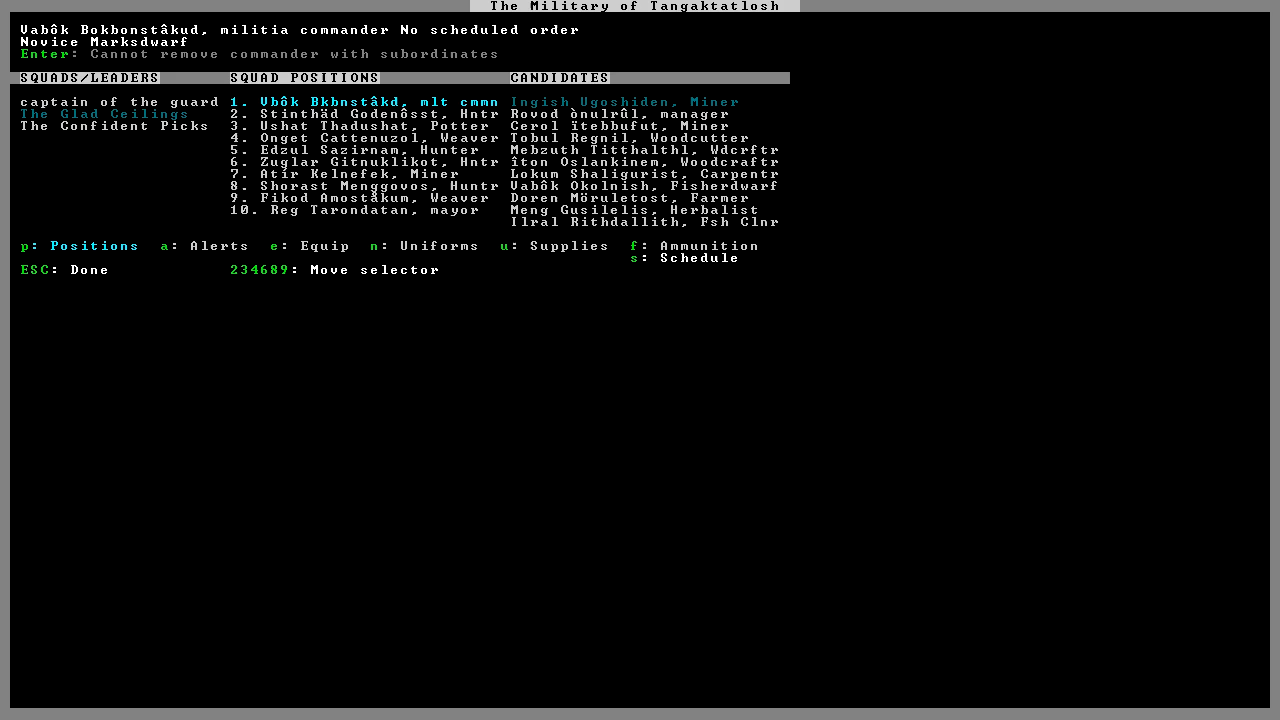 The Military of Tangaktatlosh
Vabôk Bokbonstâkud, militia commander No scheduled order
Novice Marksdwarf
Enter: Cannot remove commander with subordinates
SQUADS/LEADERS SQUAD POSITIONS CANDIDATES
captain of the guard 1. Vbôk Bkbnstâkd, mlt cmmn Ingish Ugoshiden, Miner
The Glad Ceilings 2. Stinthäd Godenôsst, Hntr Rovod ònulrûl, manager
The Confident Picks 3. Ushat Thadushat, Potter Cerol ïtebbufut, Miner
4. Onget Cattenuzol, Weaver Tobul Regnil, Woodcutter
5. Edzul Sazirnam, Hunter Mebzuth Titthalthl, Wdcrftr
6. Zuglar Gitnuklikot, Hntr îton Oslankinem, Woodcraftr
7. Atír Kelnefek, Miner Lokum Shaligurist, Carpentr
8. Shorast Menggovos, Huntr Vabôk Okolnish, Fisherdwarf
9. Fikod Amostâkum, Weaver Doren Möruletost, Farmer
10. Reg Tarondatan, mayor Meng Gusilelis, Herbalist
Ilral Rithdallith, Fsh Clnr
p: Positions a: Alerts e: Equip n: Uniforms u: Supplies f: Ammunition
s: Schedule
ESC: Done 234689: Move selector